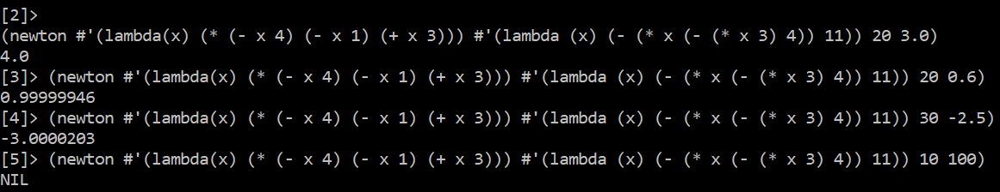 [2]>
(newton #'(lambda(x) (* (- x 4) (- x 1) (+ x 3))) #'(lambda (x) (- (* x (- (* x 3) 4)) 11)) 20 3.0)
4.0
[3]> (newton #'(lambda(x) (* (- x 4) (- x 1) (+ x 3))) #'(lambda (x) (- (* x (- (* x 3) 4)) 11)) 20 0.6)
0.99999946
[4]> (newton #'(lambda(x) (* (- x 4) (- x 1) (+ x 3))) #'(lambda (x) (- (* x (- (* x 3) 4)) 11)) 30 -2.5)
-3.0000203
[5]> (newton #'(lambda(x) (* (- x 4) (- x 1) (+ x 3))) #'(lambda (x) (- (* x (- (* x 3) 4)) 11)) 10 100)
NIL